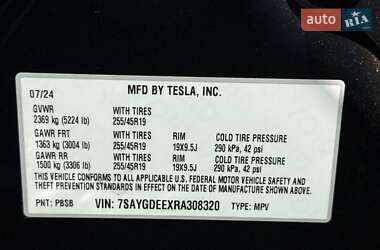 auto RIA
07/24 MFD BY TESLA, INC.
GVWR WITH TIRES
2369 kg (5224 lb) 255/45R19
GAWR FRT WITH TIRES RIM COLD TIRE PRESSURE
1363 kg (3004 lb) 255/45R19 19X9.5J 290 kPa, 42 psi
GAWR RR WITH TIRES RIM COLD TIRE PRESSURE
1500 kg (3306 lb) 255/45R19 19X9.5J 290 kPa, 42 psi
THIS VEHICLE CONFORMS TO ALL APPLICABLE U.S. FEDERAL MOTOR VEHICLE SAFETY AND
THEFT PREVENTION STANDARDS IN EFFECT ON THE DATE OF MANUFACTURE SHOWN ABOVE.
PNT: PBSB VIN: 7SAYGDEEXRA308320 TYPE: MPV